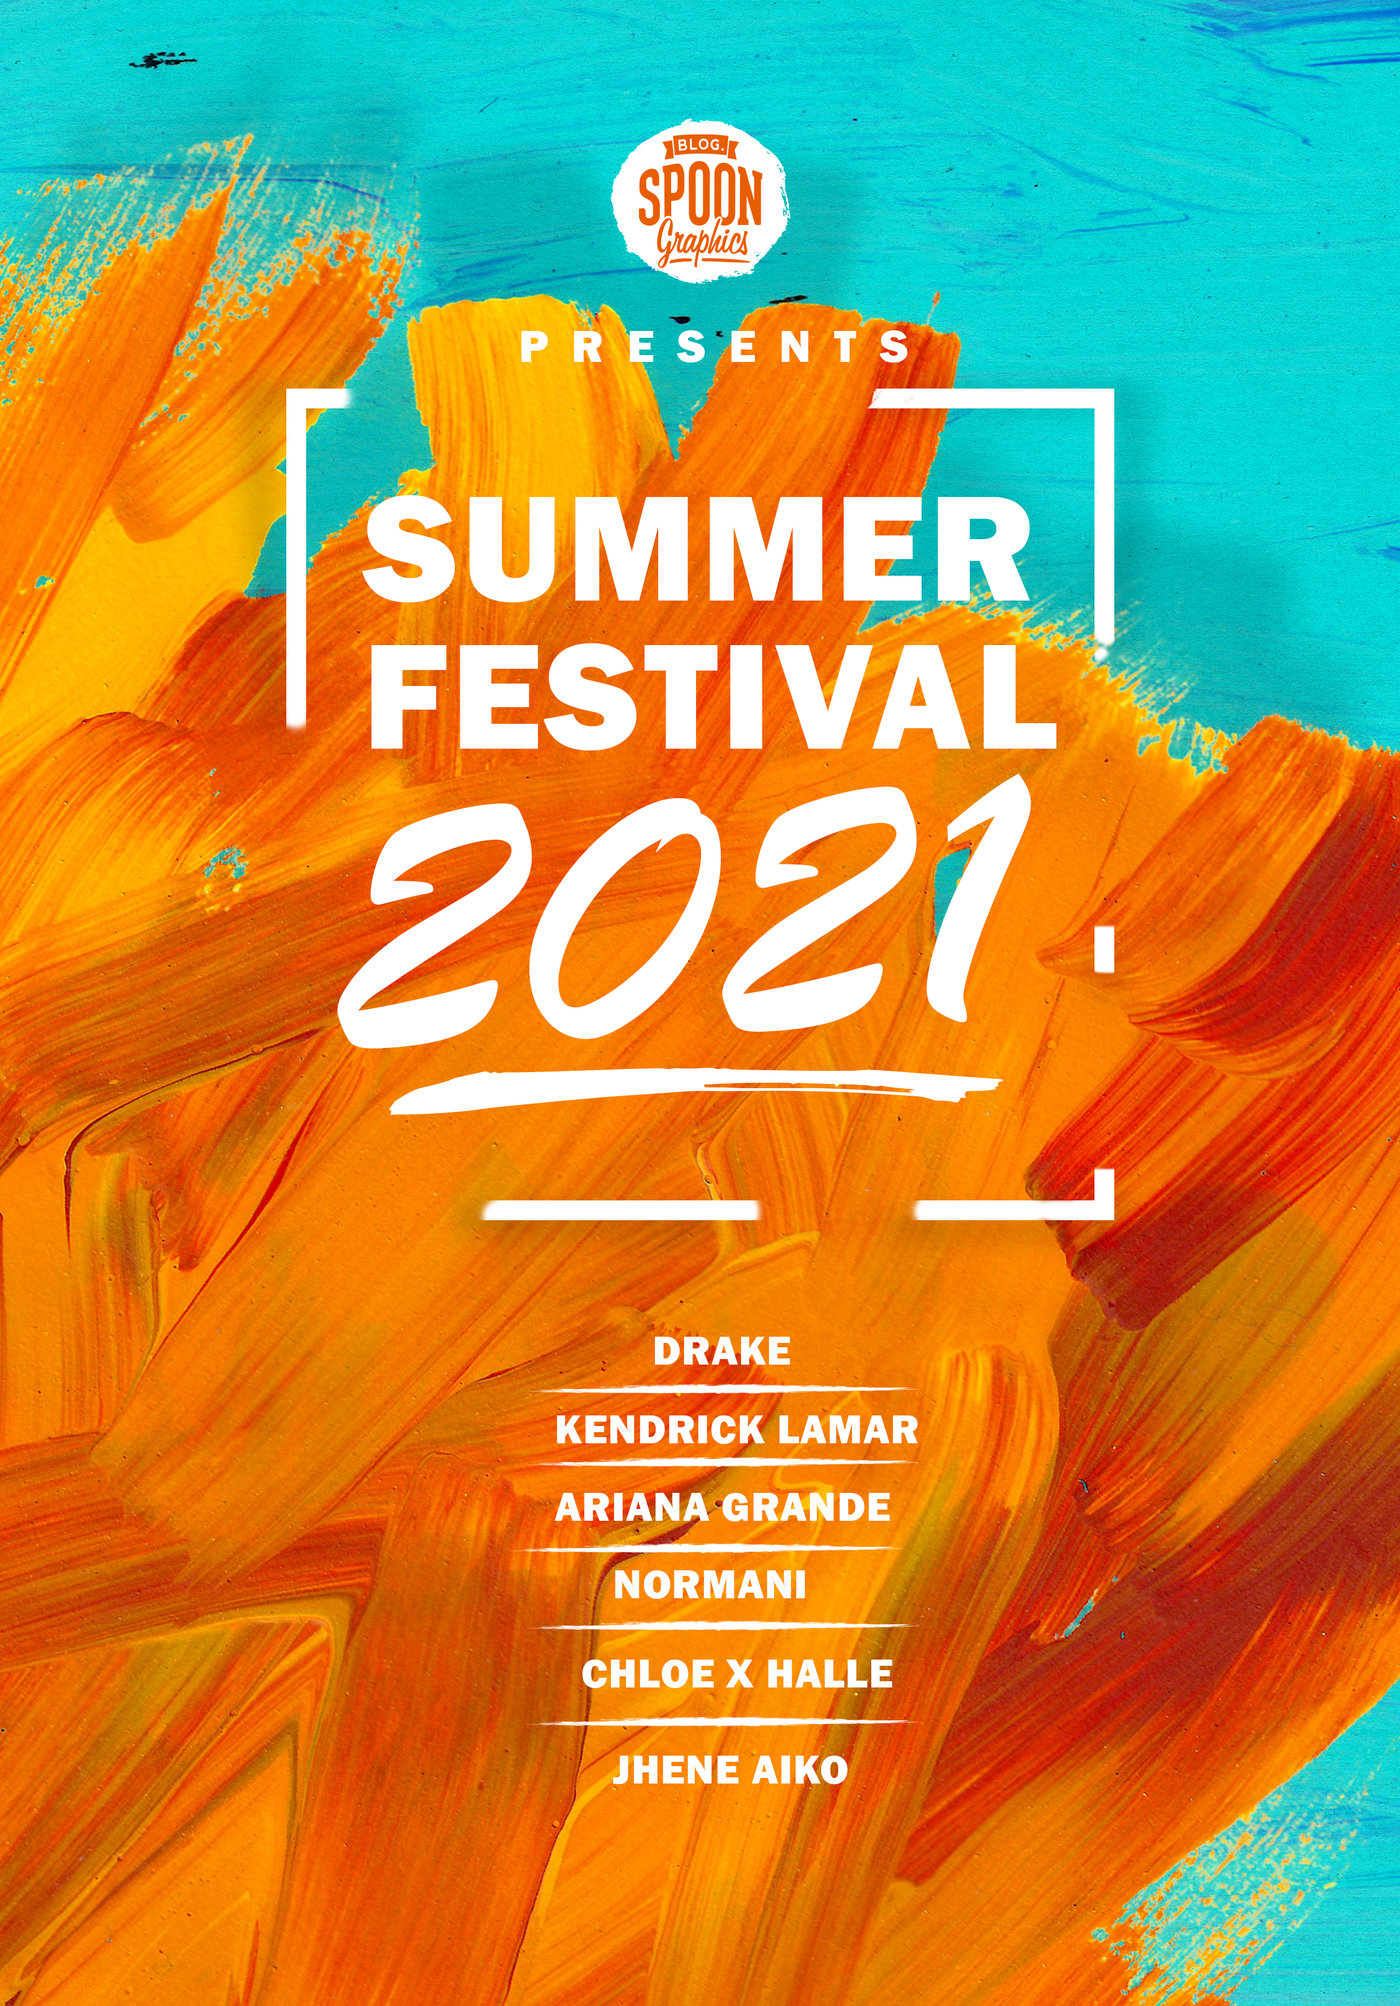 BLOG.
SPOON
Graphics
PRESENTS
SUMMER
FESTIVAL
2021
DRAKE
KENDRICK LAMAR
ARIANA GRANDE
NORMANI
CHLOE X HALLE
JHENE AIKO